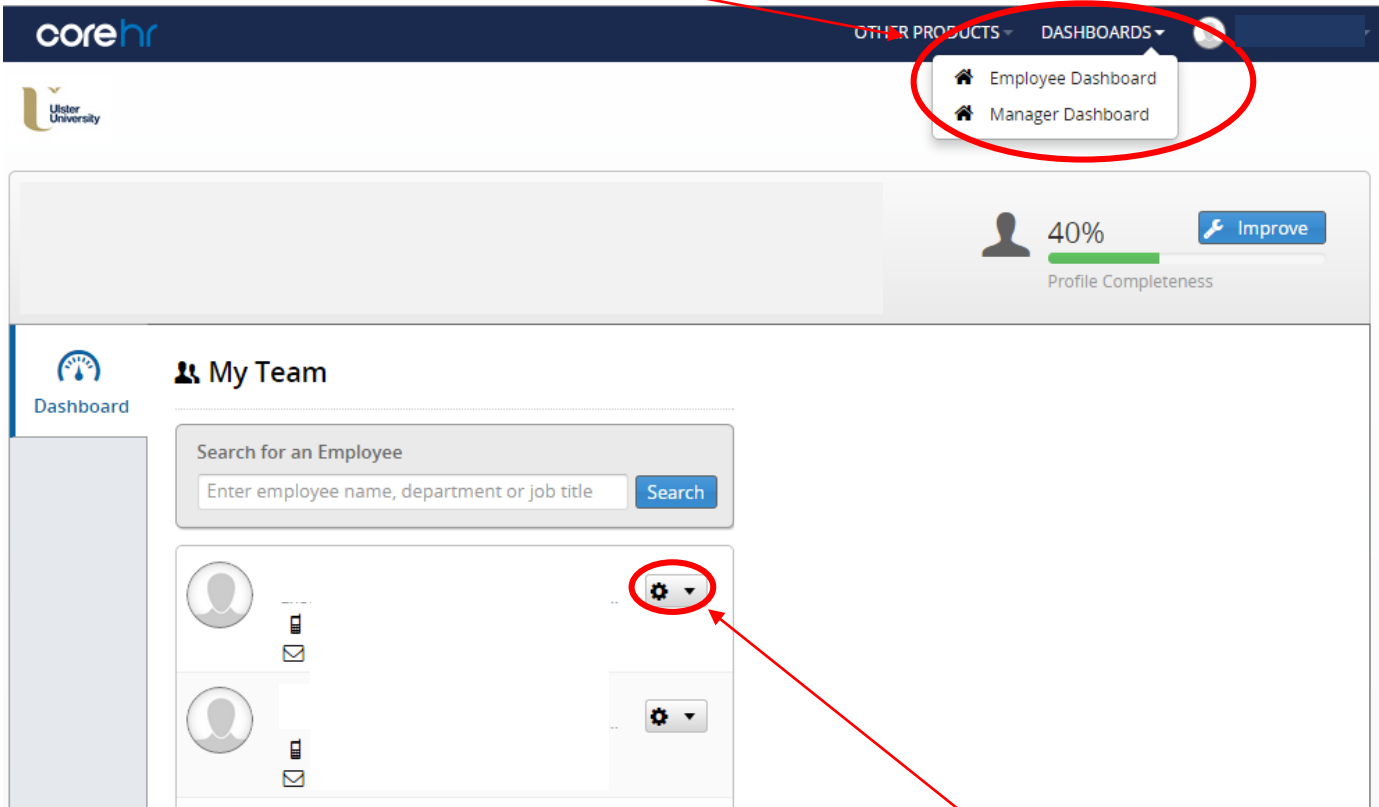 corehr
OTHER PRODUCTS
DASHBOARDS
Employee Dashboard
Manager Dashboard
Ulster
University
40%
Improve
Profile Completeness
Dashboard
My Team
Search for an Employee
Enter employee name, department or job title
Search